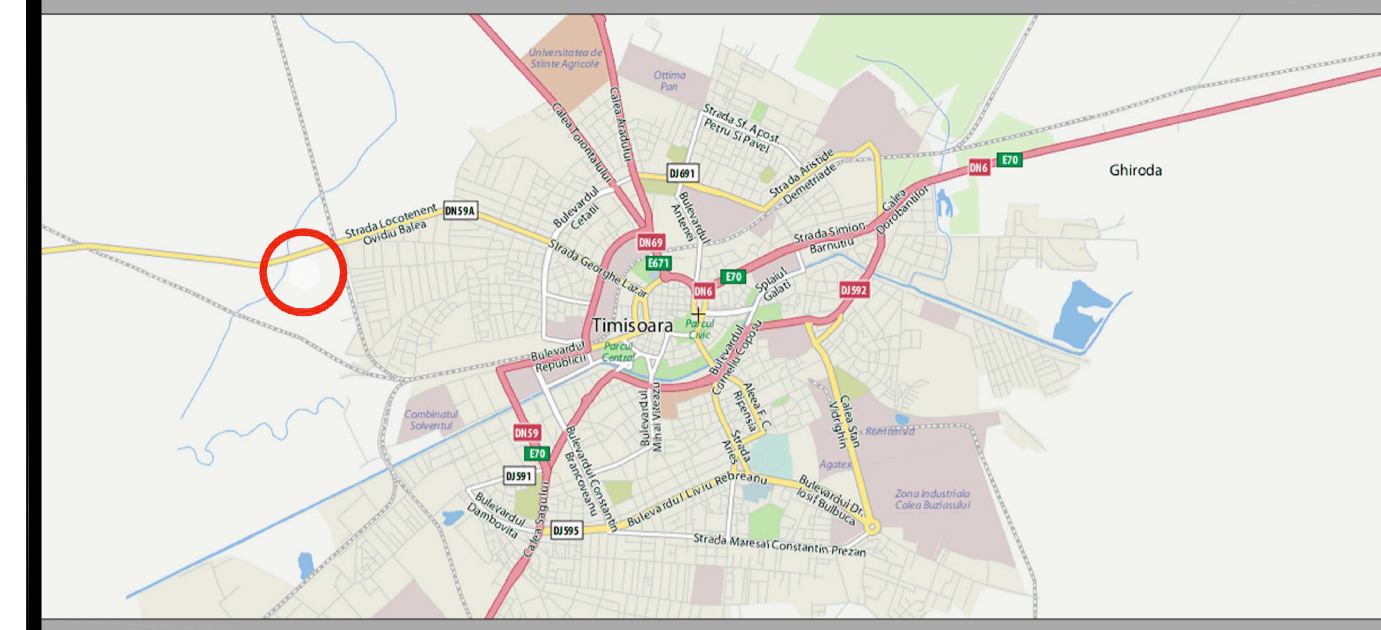 Universitatea de
Stiinte Agricole
Ottima
Pan
Calea Torontalului
Calea Aradului
Strada Sf. Apost.
Petru Si Pavel
DJ691
Strada Aristide
Demetriade
DN6
E70
Ghiroda
Bulevardul
Cetatii
Bulevardul
Antenei
Calea
Dorobantilor
Strada Locotenent
Ovidiu Balea
DN59A
Strada Simion
Barnutiu
DN69
E671
Strada Georghe Lazar
E70
DN6
Splaiul
Galati
DJ592
Timisoara
Parcul
Civic
Parcul
Central
Bulevardul
Republicii
Bulevardul
Corneliu Coposu
Bulevardul
Mihai Viteazu
Aleea F. C.
Ripensia
Calea Stan
Vidrighin
Combinatul
Solventul
DN59
E70
DJ591
Bulevardul Constantin
Brancoveanu
Strada
Aries
Romtensid
Agatex
Bulevardul Liviu Rebreanu
Bulevardui Dr.
Iosif Bulbuca
Zona Industriala
Calea Buziasului
Bulevardul
Dambovita
Calea Sagului
DJ595
Strada Maresal Constantin Prezan